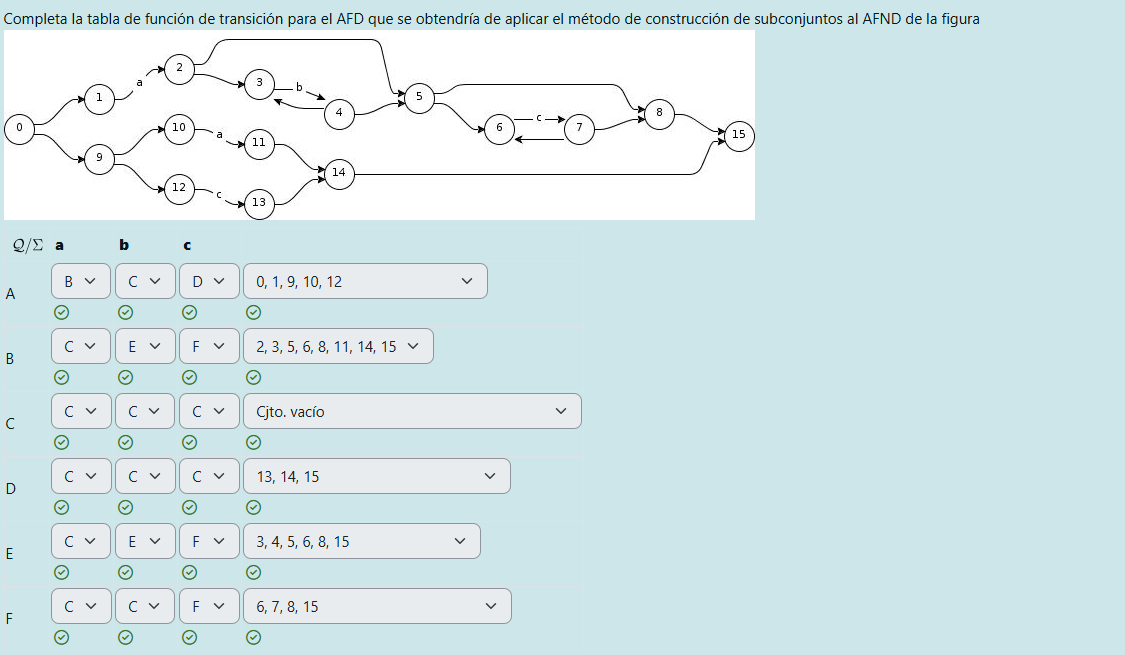 Completa la tabla de función de transición para el AFD que se obtendría de aplicar el método de construcción de subconjuntos al AFND de la figura
2
a
3
b
1
5
4
8
0
10
a
11
6
c
7
15
9
14
12
c
13
Q/Σ a b c
A B C D 0, 1, 9, 10, 12
B C E F 2, 3, 5, 6, 8, 11, 14, 15
C C C C Cjto. vacío
D C C C 13, 14, 15
E C E F 3, 4, 5, 6, 8, 15
F C C F 6, 7, 8, 15